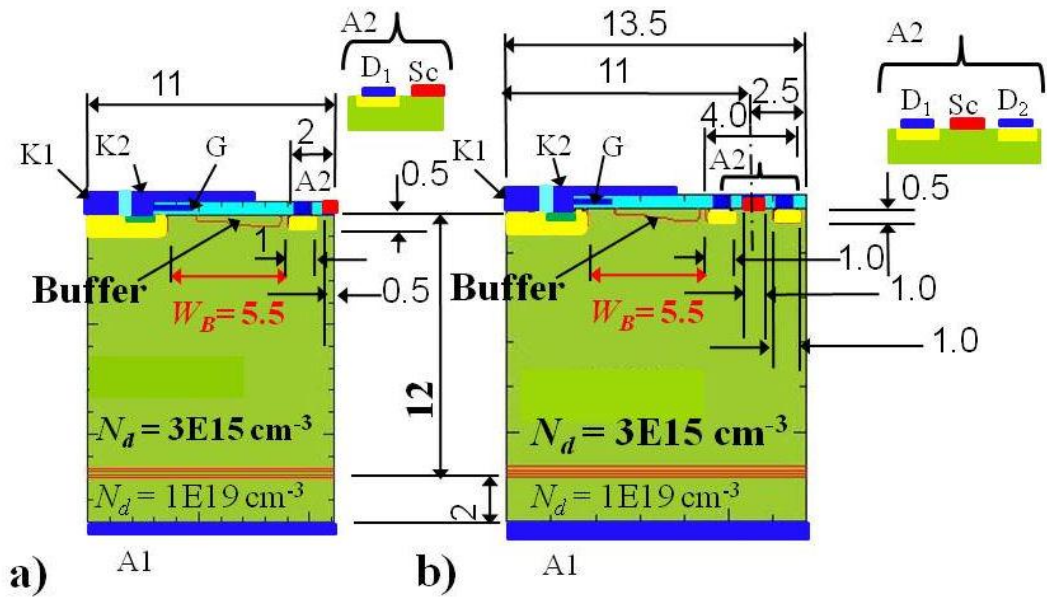 A2
D1 Sc
11
2
K1
K2
G
A2
0.5
1
Buffer
0.5
WB = 5.5
12
Nd = 3E15 cm-3
Nd = 1E19 cm-3
2
a)
A1
13.5
11
2.5
4.0
K1
K2
G
A2
A2
D1 Sc D2
0.5
1.0
Buffer
WB = 5.5
1.0
1.0
Nd = 3E15 cm-3
Nd = 1E19 cm-3
b)
A1